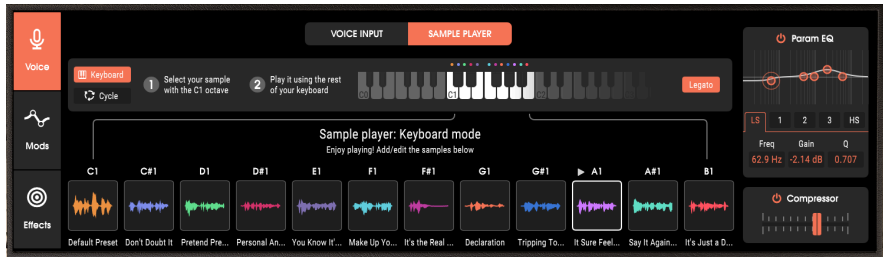 VOICE INPUT
SAMPLE PLAYER
Voice
Mods
Effects
Keyboard
Cycle
1
Select your sample
with the C1 octave
2
Play it using the rest
of your keyboard
C0
C1
C2
Legato
Sample player: Keyboard mode
Enjoy playing! Add/edit the samples below
C1 C#1 D1 D#1 E1 F1 F#1 G1 G#1 A1 A#1 B1
Default Preset Don't Doubt It Pretend Pre... Personal An... You Know It'... Make Up Yo... It's the Real ... Declaration Tripping To... It Sure Feel... Say It Again... It's Just a D...
Param EQ
LS 1 2 3 HS
Freq Gain Q
62.9 Hz -2.14 dB 0.707
Compressor